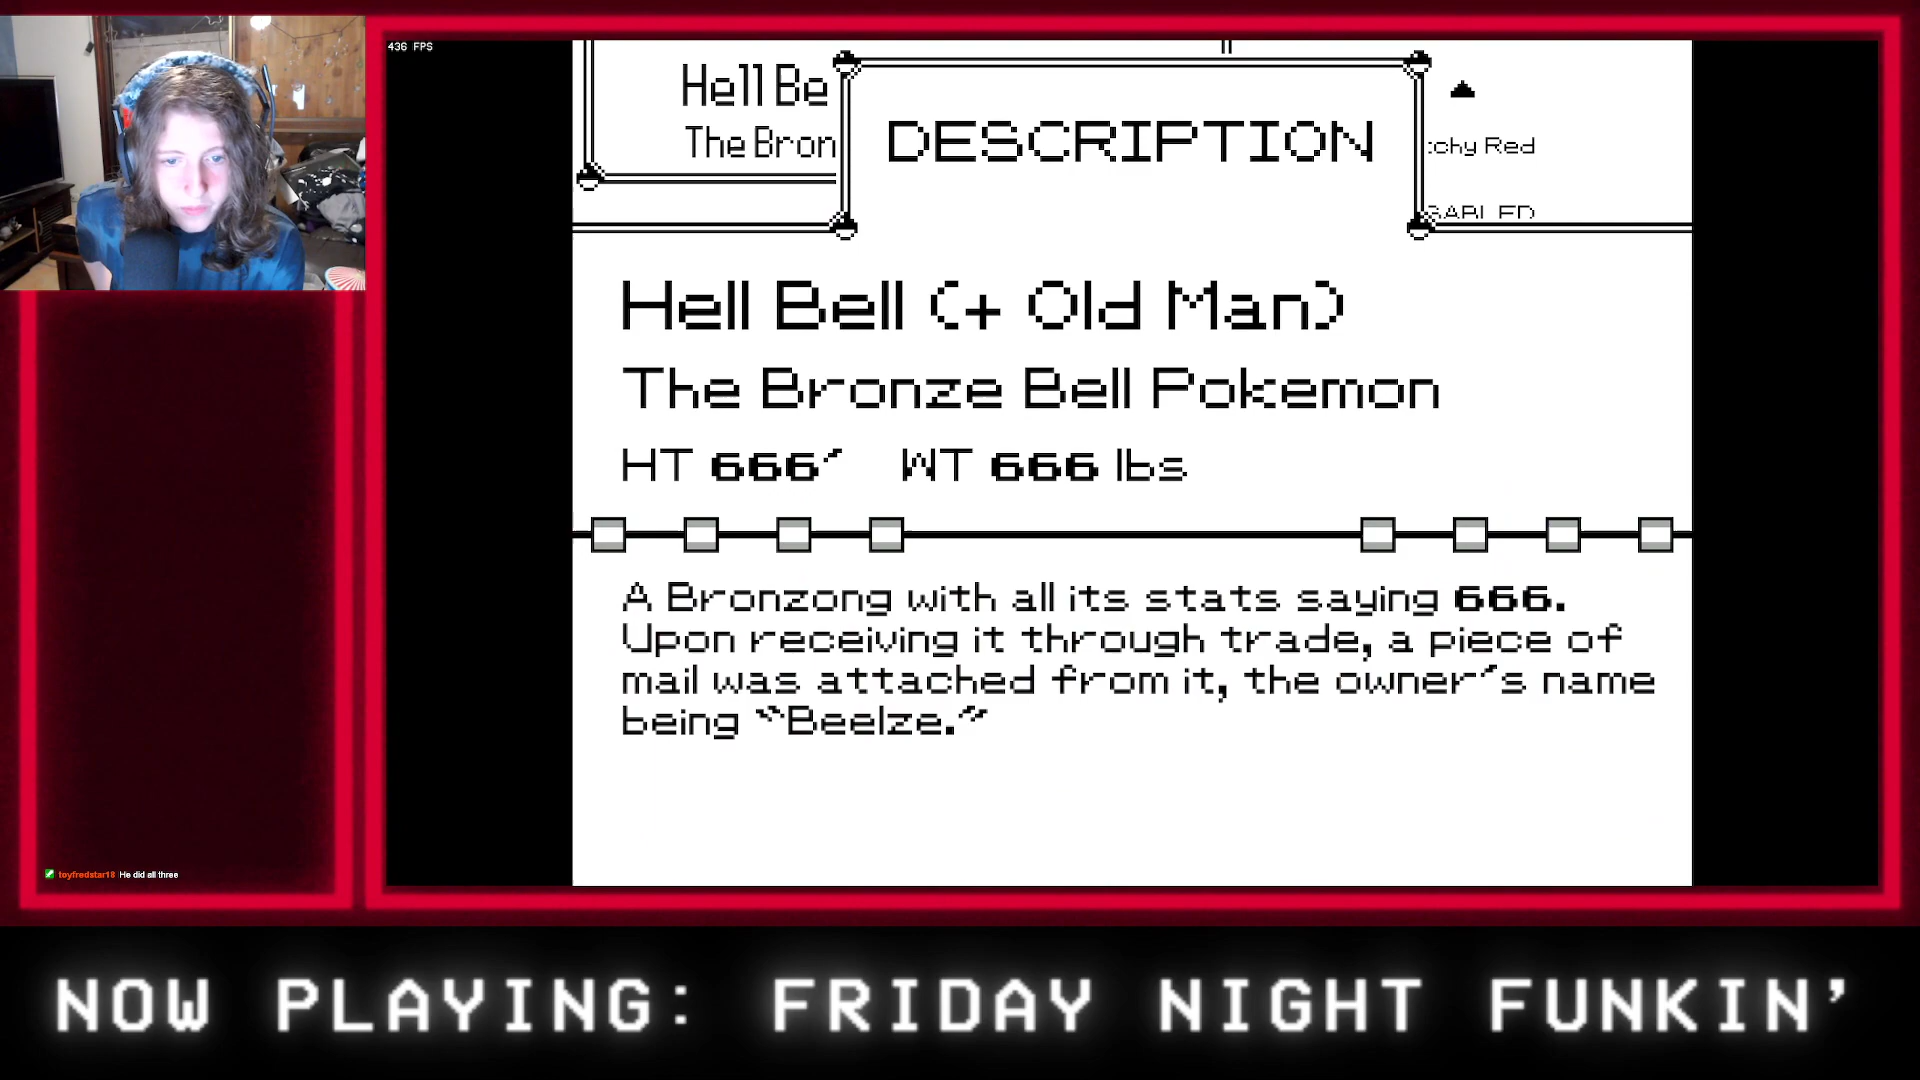 436 FPS
Hell Be
The Bron
DESCRIPTION
chy Red
SABLED
Hell Bell (+ Old Man)
The Bronze Bell Pokemon
HT 666' WT 666 lbs
A Bronzong with all its stats saying 666.
Upon receiving it through trade, a piece of
mail was attached from it, the owner's name
being "Beelze."
toyfredstar18 He did all three
NOW PLAYING: FRIDAY NIGHT FUNKIN'